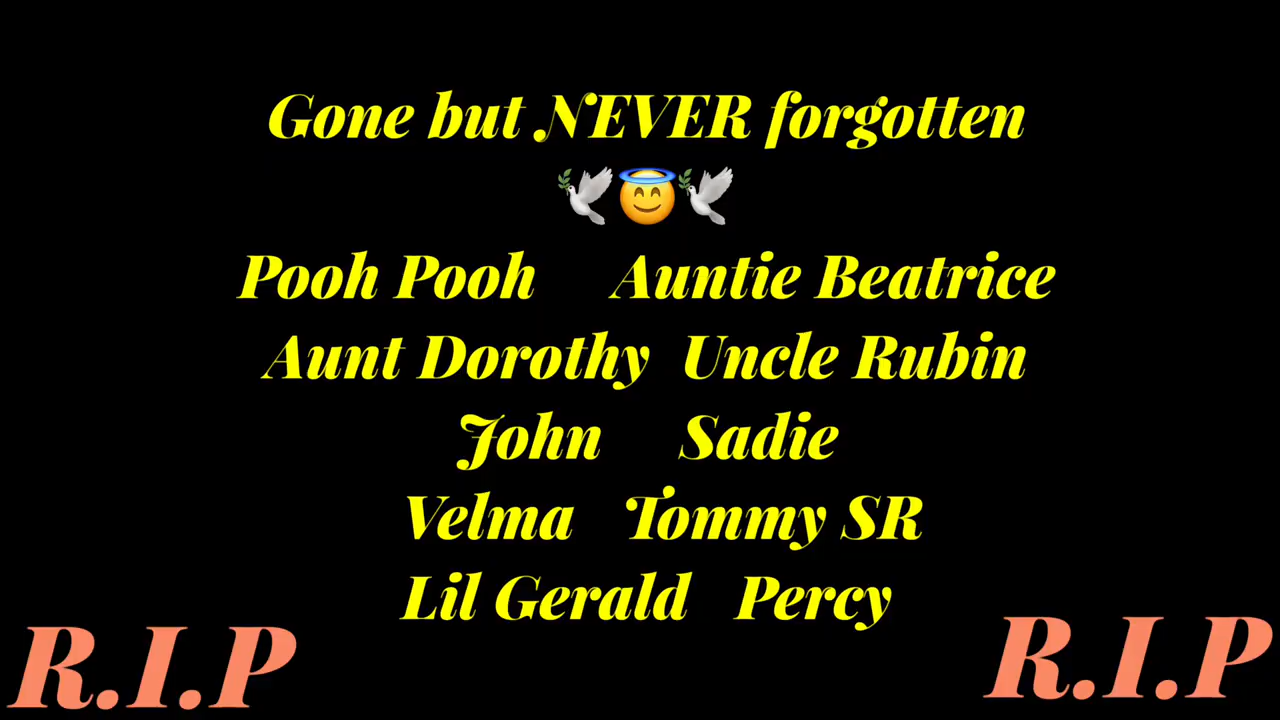 Gone but NEVER forgotten
🕊️😇🕊️
Pooh Pooh Auntie Beatrice
Aunt Dorothy Uncle Rubin
John Sadie
Velma Tommy SR
Lil Gerald Percy
R.I.P R.I.P